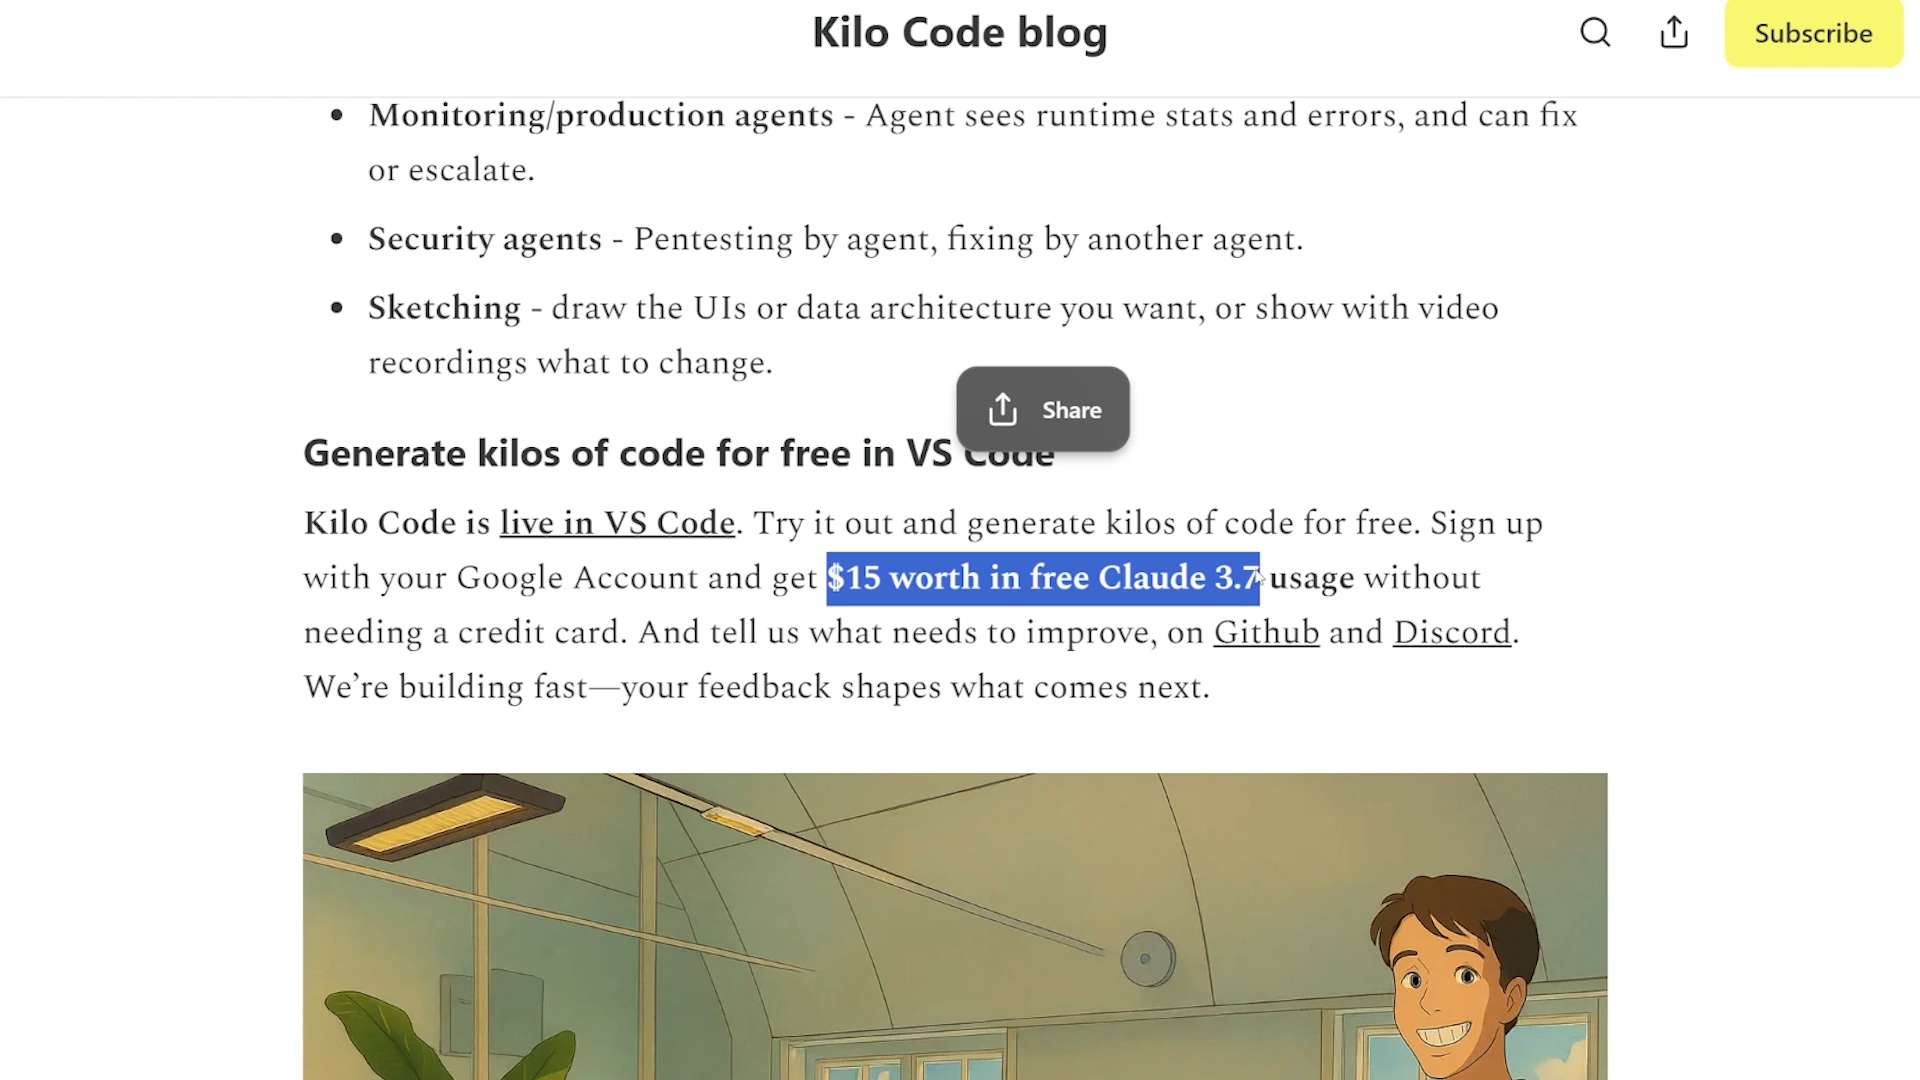 Kilo Code blog
Subscribe
Monitoring/production agents - Agent sees runtime stats and errors, and can fix
or escalate.
Security agents - Pentesting by agent, fixing by another agent.
Sketching - draw the UIs or data architecture you want, or show with video
recordings what to change.
Share
Generate kilos of code for free in VS Code
Kilo Code is live in VS Code. Try it out and generate kilos of code for free. Sign up
with your Google Account and get $15 worth in free Claude 3.7 usage without
needing a credit card. And tell us what needs to improve, on Github and Discord.
We’re building fast—your feedback shapes what comes next.